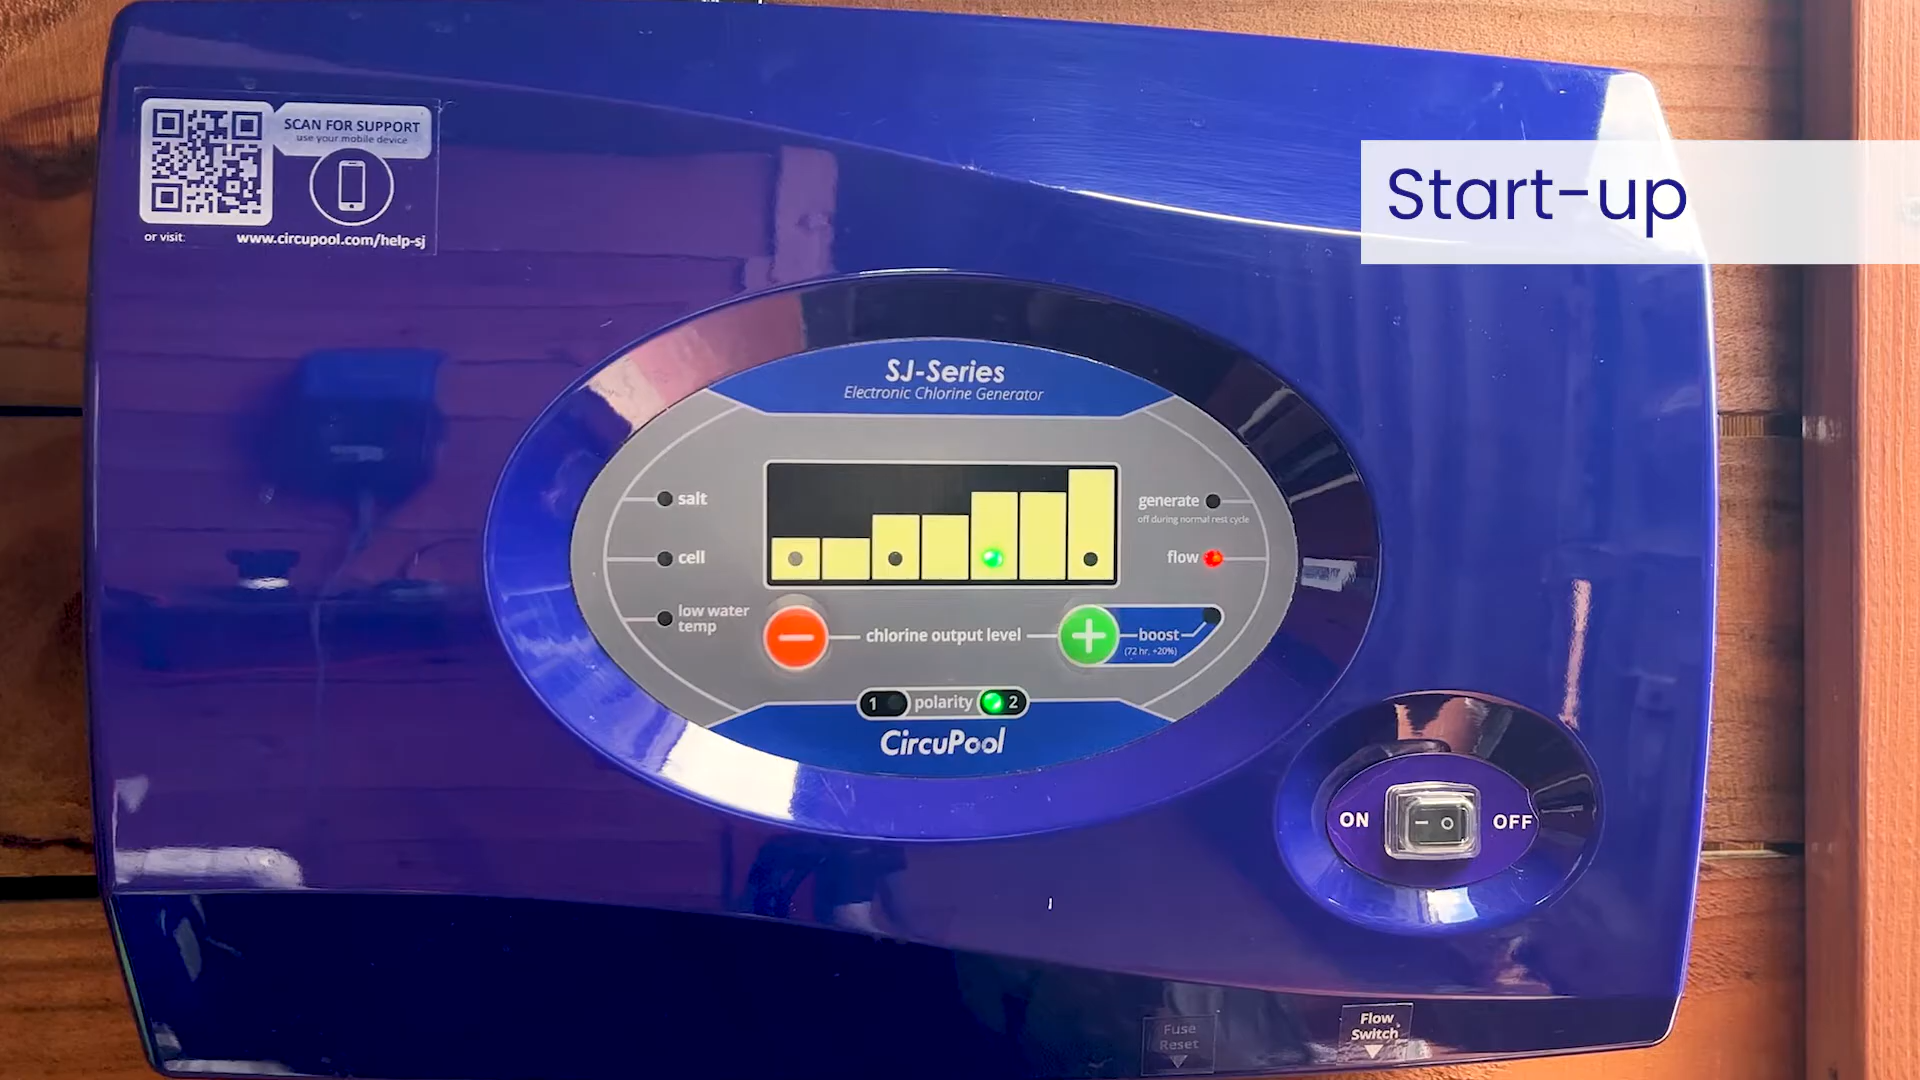 SCAN FOR SUPPORT
use your mobile device
or visit:
www.circupool.com/help-sj
Start-up
SJ-Series
Electronic Chlorine Generator
salt
cell
low water
temp
generate
off during normal rest cycle
flow
chlorine output level
boost
(72 hr, +20%)
1 polarity 2
CircuPool
ON
OFF
Fuse
Reset
Flow
Switch